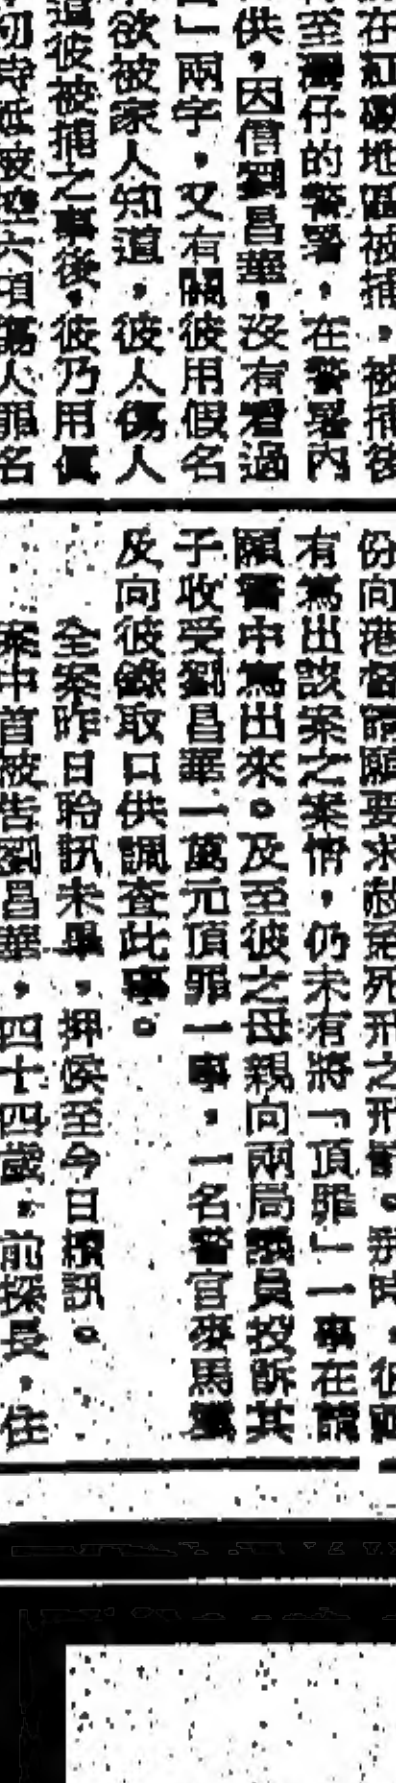 在紅磡地區被捕，被捕後
至灣仔的警署，在警署內
供，因信劉昌華，沒有看過
」兩字，又有關彼用假名
欲被家人知道，彼人傷人
道彼被捕之事後，彼乃用假
初時祇被控六項傷人罪名
份向港督請願要求赦免死刑之刑罰。那時，彼
有寫出該案之案情，仍未有將「頂罪」一事在請
願書中寫出來。及至彼之母親向兩局議員投訴其
子收受劉昌華一萬元頂罪一事，一名警官麥馬
反向彼錄取口供調查此事。
全案昨日聆訊未畢，押候至今日續訊。
案中首被告劉昌華，四十四歲，前探長，住